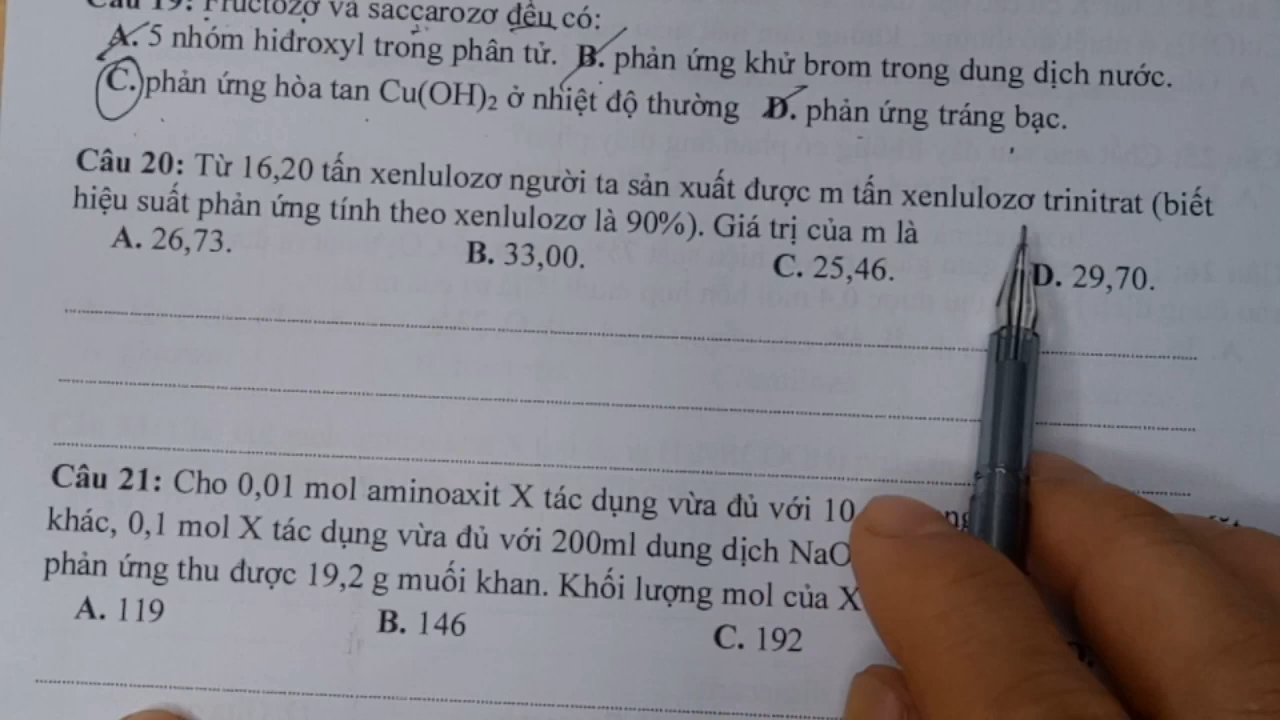 Câu 19: Fructozơ và saccarozơ đều có:
A. 5 nhóm hiđroxyl trong phân tử. B. phản ứng khử brom trong dung dịch nước.
C. phản ứng hòa tan Cu(OH)₂ ở nhiệt độ thường D. phản ứng tráng bạc.
Câu 20: Từ 16,20 tấn xenlulozơ người ta sản xuất được m tấn xenlulozơ trinitrat (biết
hiệu suất phản ứng tính theo xenlulozơ là 90%). Giá trị của m là
A. 26,73. B. 33,00. C. 25,46. D. 29,70.
Câu 21: Cho 0,01 mol aminoaxit X tác dụng vừa đủ với 10
khác, 0,1 mol X tác dụng vừa đủ với 200ml dung dịch NaO
phản ứng thu được 19,2 g muối khan. Khối lượng mol của X
A. 119 B. 146 C. 192